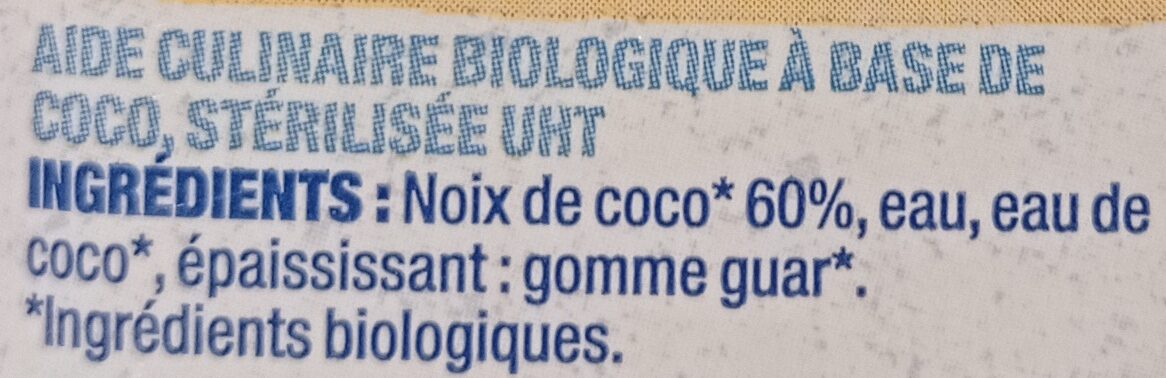 AIDE CULINAIRE BIOLOGIQUE À BASE DE
COCO, STÉRILISÉE UHT
INGRÉDIENTS : Noix de coco* 60%, eau, eau de
coco*, épaississant : gomme guar*.
*Ingrédients biologiques.